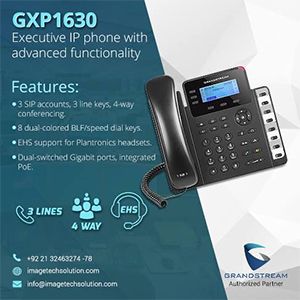 GXP1630
Executive IP phone with
advanced functionality
Features:
• 3 SIP accounts, 3 line keys, 4-way
conferencing.
• 8 dual-colored BLF/speed dial keys.
• EHS support for Plantronics headsets.
• Dual-switched Gigabit ports, integrated
PoE.
GRANDSTREAM
3 LINES
4 WAY
EHS
+92 21 32463274 -78
imagetechsolution.com
info@imagetechsolution.com
GRANDSTREAM
Authorized Partner